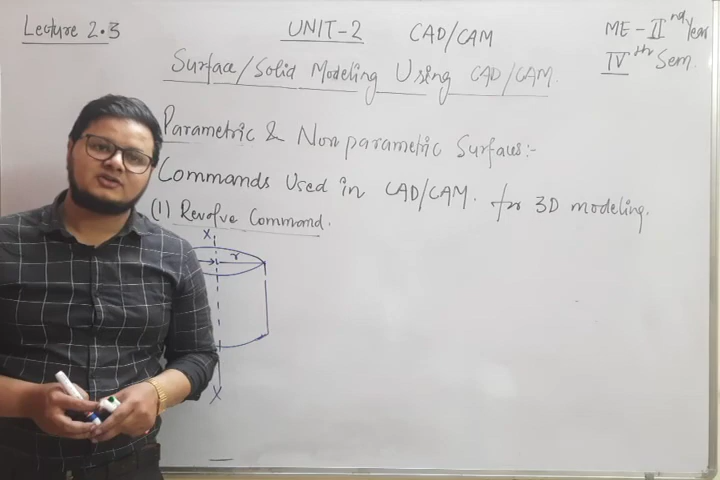 Lecture 2.3
UNIT-2 CAD/CAM
ME - II nd Year
IV th Sem.
Surface/Solid Modeling Using CAD/CAM.
Parametric & Non parametric Surfaces:-
Commands Used in CAD/CAM. for 3D modeling.
(1) Revolve Command.
X
r
X